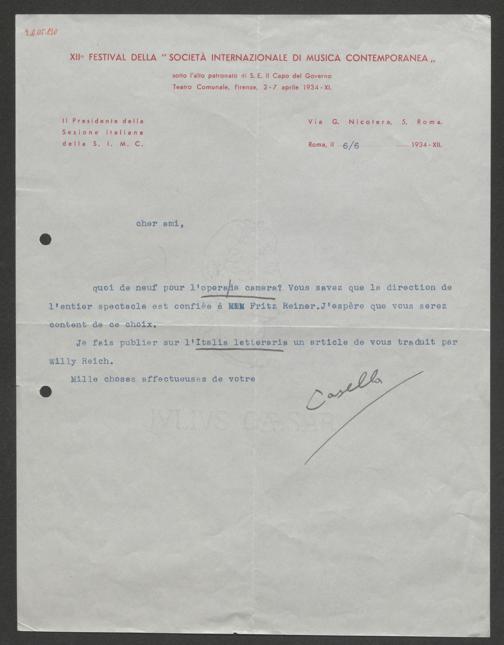 XIIº FESTIVAL DELLA "SOCIETÀ INTERNAZIONALE DI MUSICA CONTEMPORANEA„
sotto l'alto patronato di S. E. il Capo del Governo
Teatro Comunale, Firenze, 2-7 aprile 1934-XI.
Il Presidente della
Sezione italiana
della S. I. M. C.
Via G. Nicotera, 5, Roma.
Roma, il 6/6 1934-XII.
cher ami,
quoi de neuf pour l'opera/da camera? Vous savez que la direction de
l'entier spectacle est confiée é Fritz Reiner.J'espère que vous serez
content de ce choix.
Je fais publier sur l'Italia letteraria un article de vous traduit par
Willy Reich.
Mille choses affectueuses de votre
Casella